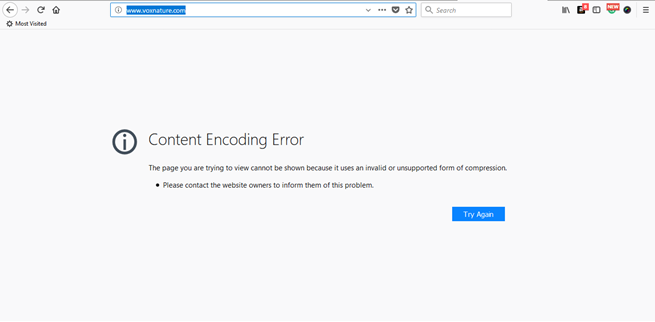 www.voxnature.com
Search
8
NEW
Most Visited
Content Encoding Error
The page you are trying to view cannot be shown because it uses an invalid or unsupported form of compression.
Please contact the website owners to inform them of this problem.
Try Again